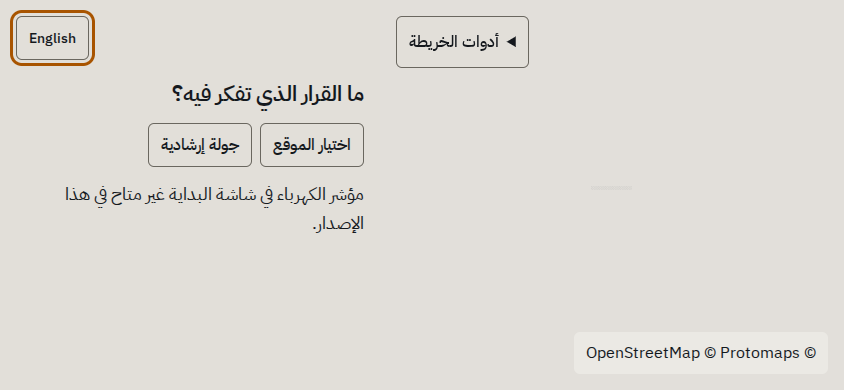 English
◀ أدوات الخريطة
ما القرار الذي تفكر فيه؟
اختيار الموقع
جولة إرشادية
مؤشر الكهرباء في شاشة البداية غير متاح في هذا
الإصدار.
OpenStreetMap © Protomaps ©